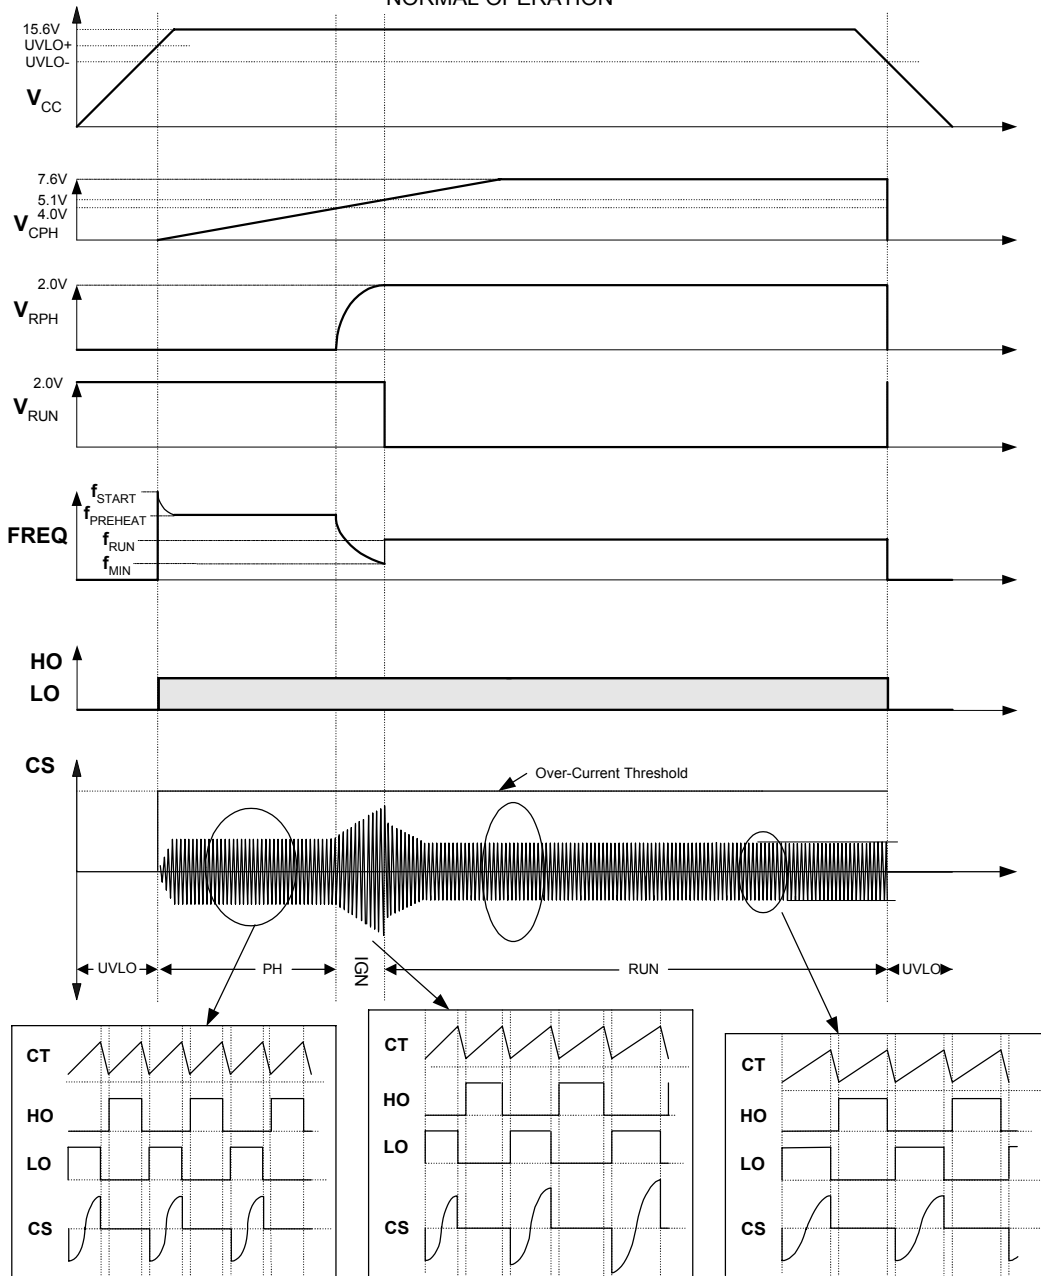 NORMAL OPERATION
15.6V
UVLO+
UVLO-
VCC
7.6V
5.1V
4.0V
VCPH
2.0V
VRPH
2.0V
VRUN
fSTART
fPREHEAT
FREQ
fRUN
fMIN
HO
LO
CS
Over-Current Threshold
UVLO
PH
IGN
RUN
UVLO
CT
HO
LO
CS
CT
HO
LO
CS
CT
HO
LO
CS